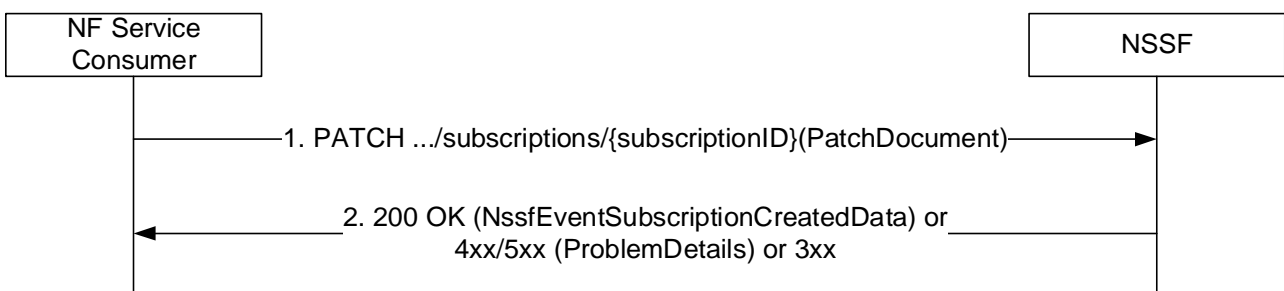 NF Service
Consumer
NSSF
1. PATCH .../subscriptions/{subscriptionID}(PatchDocument)
2. 200 OK (NssfEventSubscriptionCreatedData) or
4xx/5xx (ProblemDetails) or 3xx